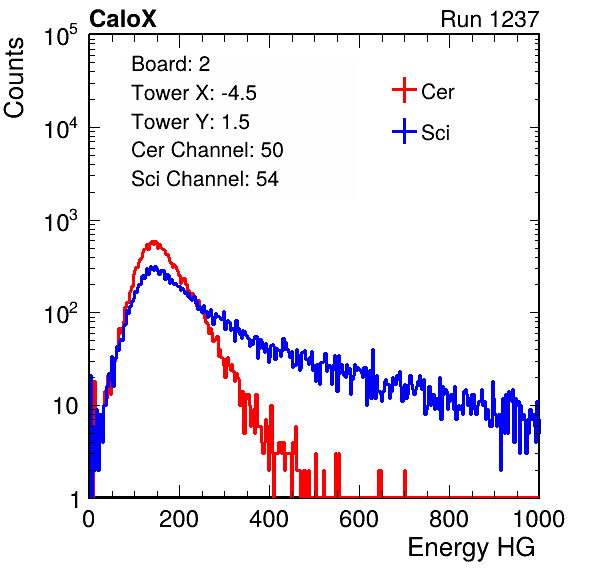 CaloX Run 1237
Counts
10^5
10^4
10^3
10^2
10
1
Board: 2
Tower X: -4.5
Tower Y: 1.5
Cer Channel: 50
Sci Channel: 54
Cer
Sci
0 200 400 600 800 1000
Energy HG